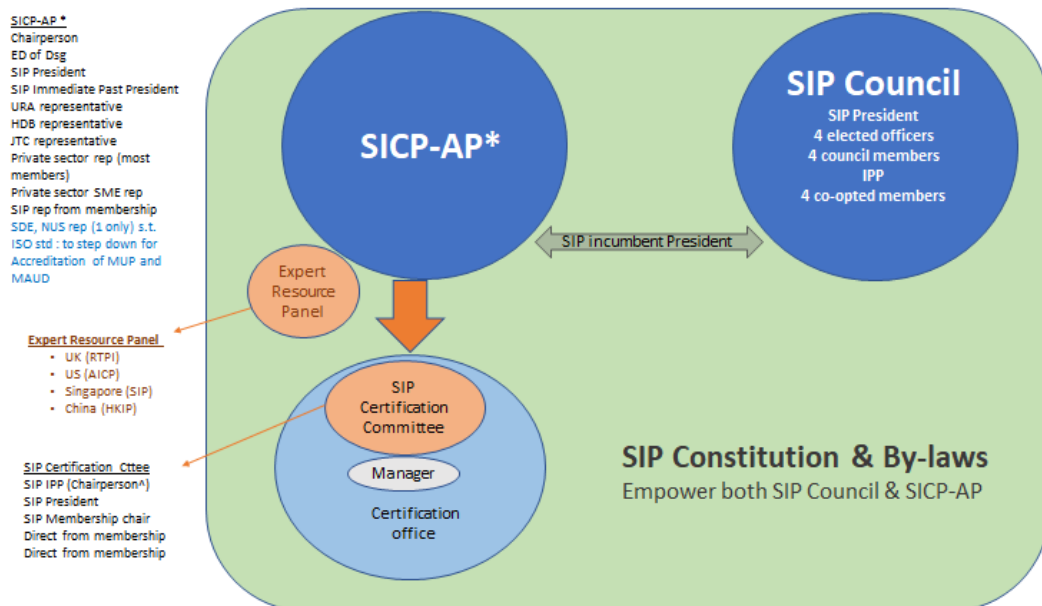 SICP-AP *
Chairperson
ED of Dsg
SIP President
SIP Immediate Past President
URA representative
HDB representative
JTC representative
Private sector rep (most
members)
Private sector SME rep
SIP rep from membership
SDE, NUS rep (1 only) s.t.
ISO std : to step down for
Accreditation of MUP and
MAUD
Expert Resource Panel
• UK (RTPI)
• US (AICP)
• Singapore (SIP)
• China (HKIP)
SIP Certification Cttee
SIP IPP (Chairperson^)
SIP President
SIP Membership chair
Direct from membership
Direct from membership
SICP-AP*
SIP Council
SIP President
4 elected officers
4 council members
IPP
4 co-opted members
SIP incumbent President
Expert
Resource
Panel
SIP
Certification
Committee
Manager
Certification
office
SIP Constitution & By-laws
Empower both SIP Council & SICP-AP